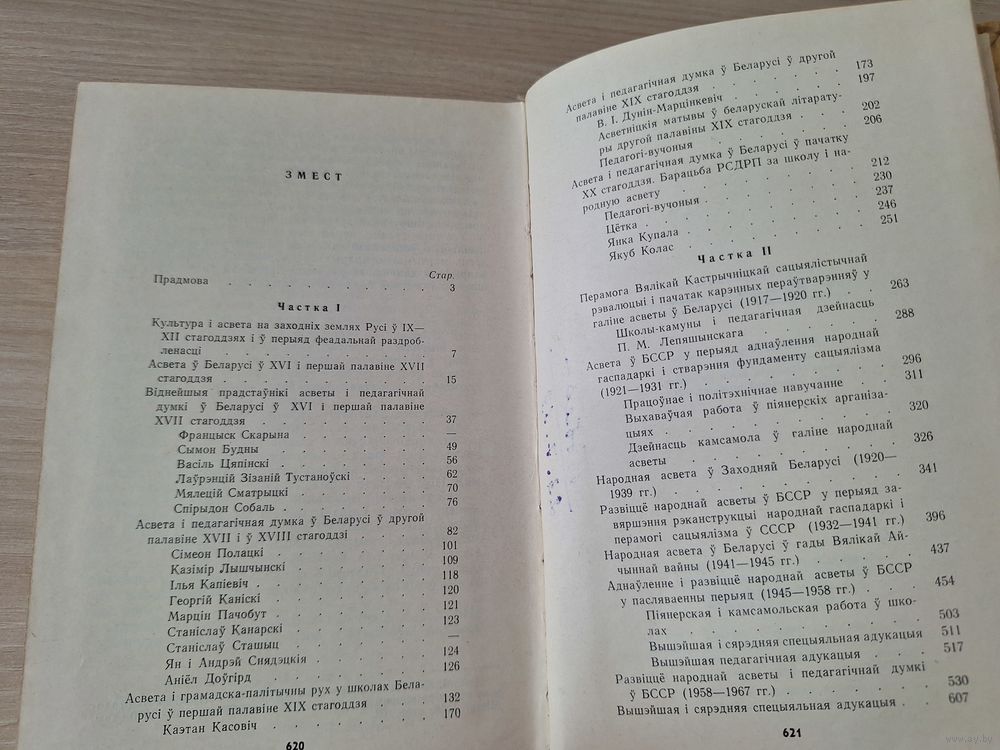 ЗМЕСТ
Стар.
Прадмова . . . . . . . . . . 3
Частка I
Культура і асвета на заходніх землях Русі ў IX—
XII стагоддзях і ў перыяд феадальнай раздроб-
ленасці . . . . . . . . . . 7
Асвета ў Беларусі ў XVI і першай палавіне XVII
стагоддзя . . . . . . . . . . 15
Віднейшыя прадстаўнікі асветы і педагагічнай
думкі ў Беларусі ў XVI і першай палавіне
XVII стагоддзя . . . . . . . . 37
Францыск Скарына . . . . . . . —
Сымон Будны . . . . . . . . 49
Васіль Цяпінскі . . . . . . . . 56
Лаўрэнцій Зізаній Тустаноўскі . . . . 62
Мялецій Сматрыцкі . . . . . . . 70
Спірыдон Собаль . . . . . . . 76
Асвета і педагагічная думка ў Беларусі ў другой
палавіне XVII і ў XVIII стагоддзі . . . . 82
Сімеон Полацкі . . . . . . . . 101
Казімір Лышчынскі . . . . . . . 109
Ілья Капіевіч . . . . . . . . 118
Георгій Каніскі . . . . . . . . 120
Марцін Пачобут . . . . . . . . 121
Станіслаў Канарскі . . . . . . . 123
Станіслаў Сташыц . . . . . . . —
Ян і Андрэй Снядэцкія . . . . . . 124
Аніёл Доўгірд . . . . . . . . 126
Асвета і грамадска-палітычны рух у школах Бела-
русі ў першай палавіне XIX стагоддзя . . . 132
Каэтан Касовіч . . . . . . . . 170
620
Асвета і педагагічная думка ў Беларусі ў другой
палавіне XIX стагоддзя . . . . . . 173
В. І. Дунін-Марцінкевіч . . . . . . 197
Асветніцкія матывы ў беларускай літарату-
ры другой палавіны XIX стагоддзя . . . 202
Педагогі-вучоныя . . . . . . . 206
Асвета і педагагічная думка ў Беларусі ў пачатку
XX стагоддзя. Барацьба РСДРП за школу і на-
родную асвету . . . . . . . . 212
Педагогі-вучоныя . . . . . . . 230
Цётка . . . . . . . . . . 237
Янка Купала . . . . . . . . 246
Якуб Колас . . . . . . . . 251
Частка II
Перамога Вялікай Кастрычніцкай сацыялістычнай
рэвалюцыі і пачатак карэнных пераўтварэнняў у
галіне асветы ў Беларусі (1917—1920 гг.) . . 263
Школы-камуны і педагагічная дзейнасць
П. М. Лепяшынскага . . . . . . 288
Асвета ў БССР у перыяд аднаўлення народнай
гаспадаркі і стварэння фундаменту сацыялізма
(1921—1931 гг.) . . . . . . . . 296
Працоўнае і політэхнічнае навучанне . . 311
Выхаваўчая работа ў піянерскіх арганіза-
цыях . . . . . . . . . . 320
Дзейнасць камсамола ў галіне народнай
асветы . . . . . . . . . . 326
Народная асвета ў Заходняй Беларусі (1920—
1939 гг.) . . . . . . . . . . 341
Развіццё народнай асветы ў БССР у перыяд за-
вяршэння рэканструкцыі народнай гаспадаркі і
перамогі сацыялізма ў СССР (1932—1941 гг.) 396
Народная асвета ў Беларусі ў гады Вялікай Ай-
чыннай вайны (1941—1945 гг.) . . . . 437
Аднаўленне і развіццё народнай асветы ў БССР
у пасляваенны перыяд (1945—1958 гг.) . . 454
Піянерская і камсамольская работа ў шко-
лах . . . . . . . . . . 503
Вышэйшая і сярэдняя спецыяльная адукацыя 511
Вышэйшая педагагічная адукацыя . . . 517
Развіццё народнай асветы і педагагічнай думкі
ў БССР (1958—1967 гг.) . . . . . . 530
Вышэйшая і сярэдняя спецыяльная адукацыя . . 607
621
www.ay.by